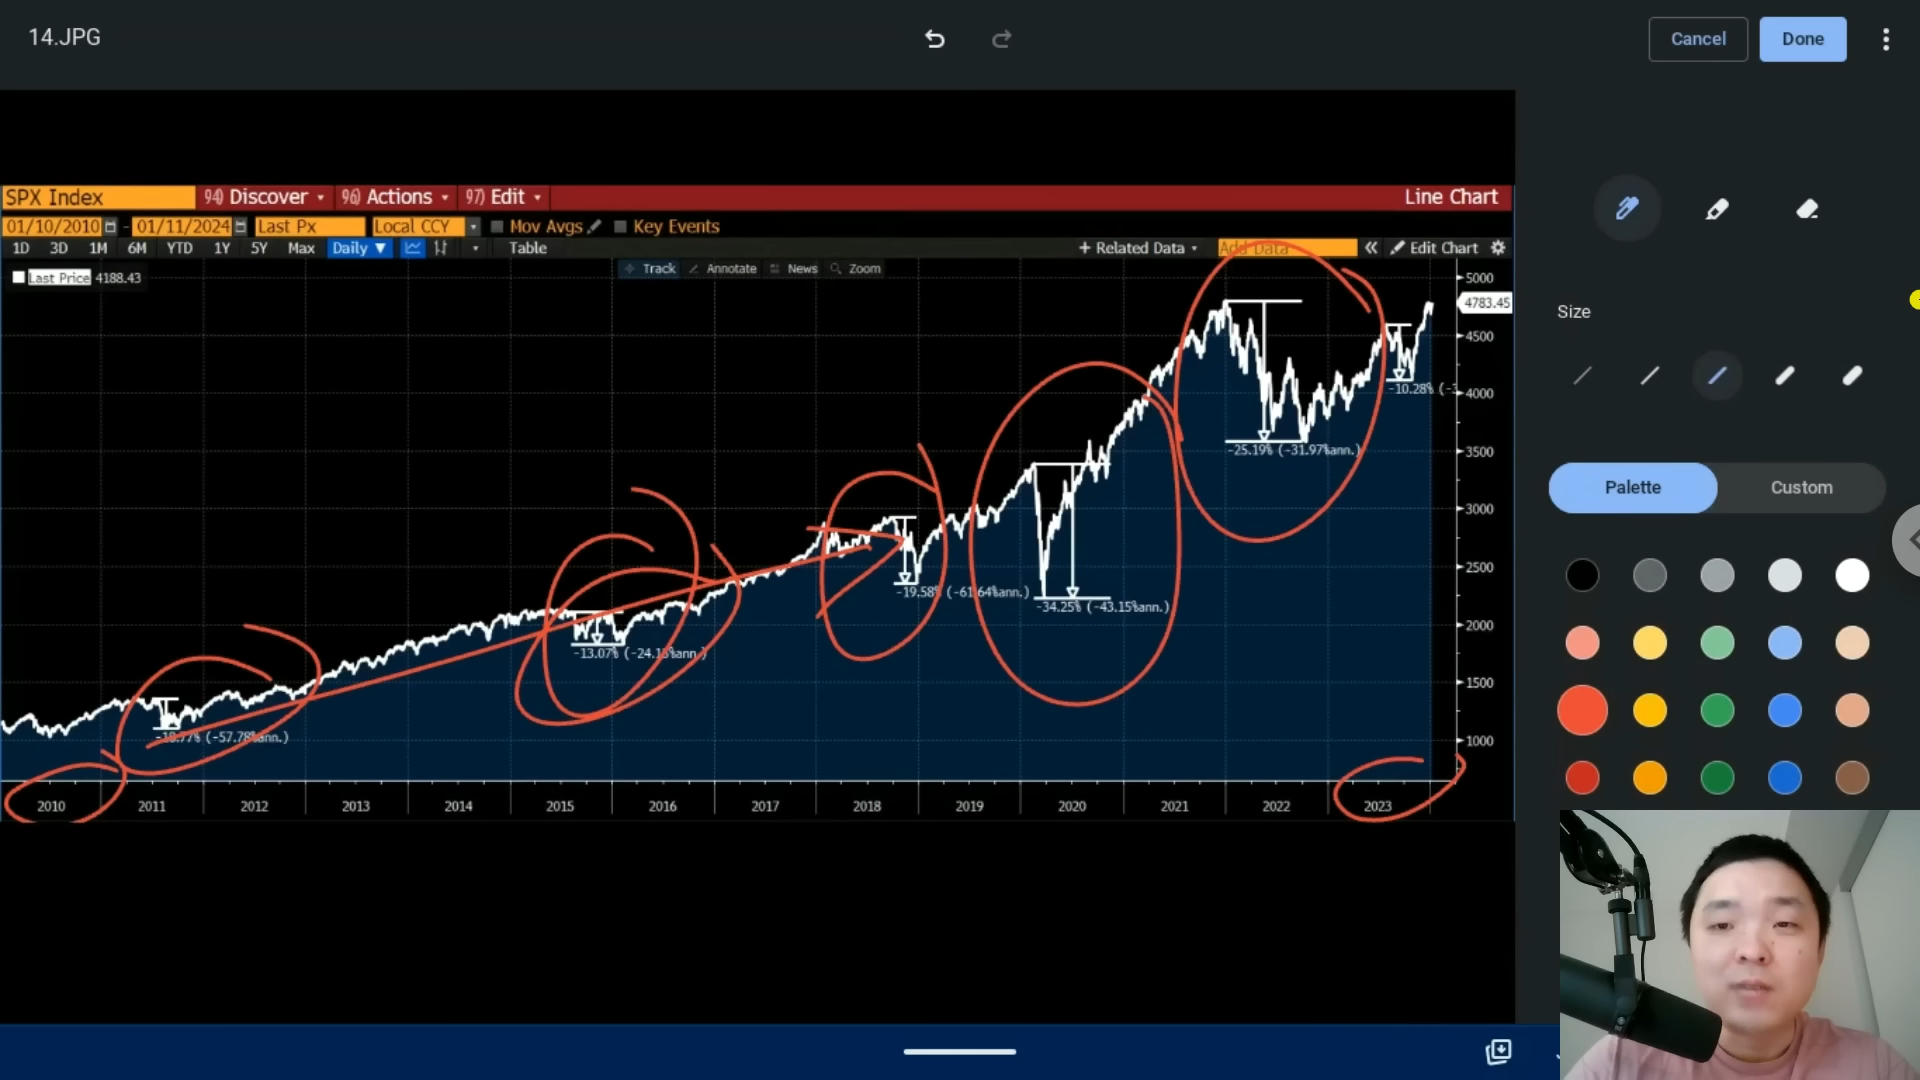 14.JPG
Cancel
Done
SPX Index
94) Discover
96) Actions
97) Edit
Line Chart
01/10/2010 - 01/11/2024
Last Px
Local CCY
Mov Avgs
Key Events
1D 3D 1M 6M YTD 1Y 5Y Max Daily ▼
Table
+ Related Data
Add Data
« Edit Chart
Track Annotate News Zoom
Last Price 4188.43
5000
4783.45
4500
4000
3500
3000
2500
2000
1500
1000
-10.28%
-25.19% (-31.97%ann.)
-19.58% (-61.64%ann.)
-34.25% (-43.15%ann.)
-13.07%
(-57.78%ann.)
2010 2011 2012 2013 2014 2015 2016 2017 2018 2019 2020 2021 2022 2023
Size
Palette
Custom